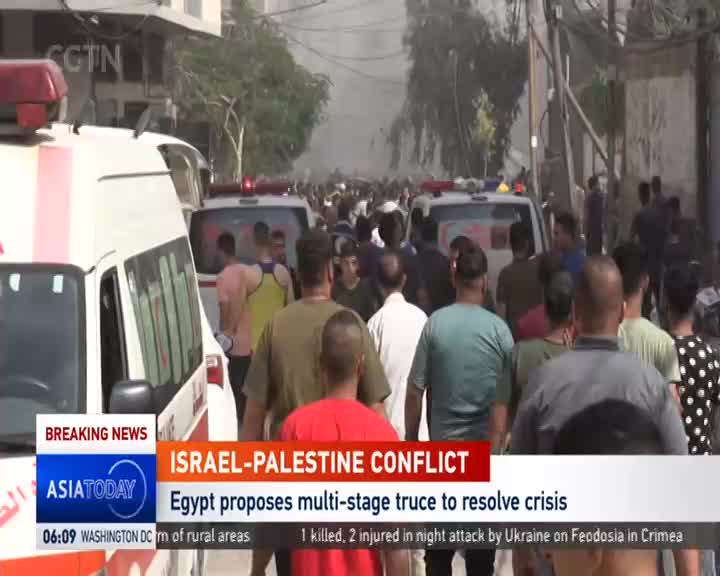 CGTN
BREAKING NEWS
ISRAEL-PALESTINE CONFLICT
ASIATODAY
Egypt proposes multi-stage truce to resolve crisis
06:09 WASHINGTON DC
m of rural areas 1 killed, 2 injured in night attack by Ukraine on Feodosia in Crimea